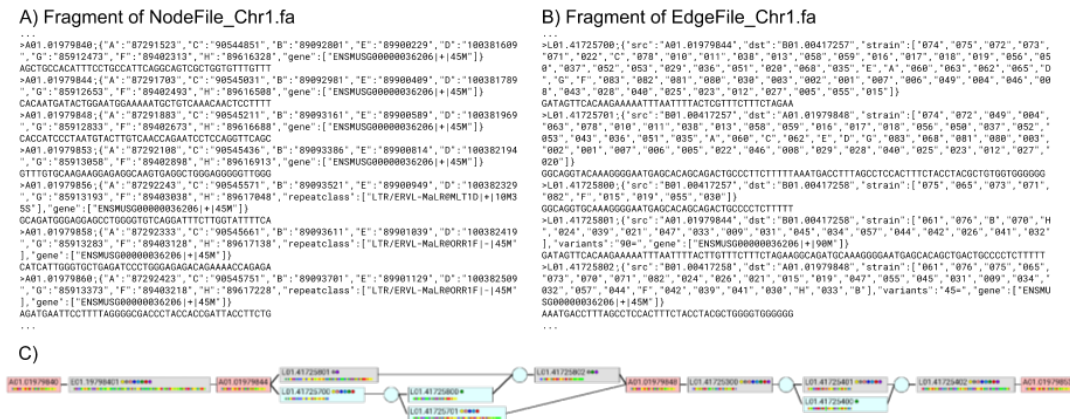 A) Fragment of NodeFile_Chr1.fa
...
>A01.01979840;{"A":"87291523","C":"90544851","B":"89092801","E":"89900229","D":"100381609
","G":"85912473","F":"89402313","H":"89616328","gene":["ENSMUSG00000036206|+|45M"]}
AGCTGCCACATTTCCTGCCATTCAGGCAGTCGCTGGTGTTTGTTT
>A01.01979844;{"A":"87291703","C":"90545031","B":"89092981","E":"89900409","D":"100381789
","G":"85912653","F":"89402493","H":"89616508","gene":["ENSMUSG00000036206|+|45M"]}
CACAATGATACTGGAATGGAAAAATGCTGTCAAACAACTCCTTTT
>A01.01979848;{"A":"87291883","C":"90545211","B":"89093161","E":"89900589","D":"100381969
","G":"85912833","F":"89402673","H":"89616688","gene":["ENSMUSG00000036206|+|45M"]}
CACCATCCCTAATGTACTTGTCAACCAGAATCCTCCAGGTTCAGC
>A01.01979853;{"A":"87292108","C":"90545436","B":"89093386","E":"89900814","D":"100382194
","G":"85913058","F":"89402898","H":"89616913","gene":["ENSMUSG00000036206|+|45M"]}
GTTTGTGCAAGAAGGAGAGGCAAGTGAGGCTGGGAGGGGGTTGGG
>A01.01979856;{"A":"87292243","C":"90545571","B":"89093521","E":"89900949","D":"100382329
","G":"85913193","F":"89403033","H":"89617048","repeatclass":["LTR/ERVL-MaLR@MLT1D|+|10M3
5S"],"gene":["ENSMUSG00000036206|+|45M"]}
GCAGATGGGAGGAGCCTGGGGTGTCAGGATTTCTTGGTATTTTCA
>A01.01979858;{"A":"87292333","C":"90545661","B":"89093611","E":"89901039","D":"100382419
","G":"85913283","F":"89403128","H":"89617138","repeatclass":["LTR/ERVL-MaLR@ORR1F|-|45M"
],"gene":["ENSMUSG00000036206|+|45M"]}
CATCATTGGGTGCTGAGATCCCTGGGAGAGACAGAAAACCAGAGA
>A01.01979860;{"A":"87292423","C":"90545751","B":"89093701","E":"89901129","D":"100382509
","G":"85913373","F":"89403218","H":"89617228","repeatclass":["LTR/ERVL-MaLR@ORR1F|-|45M"
],"gene":["ENSMUSG00000036206|+|45M"]}
AGATGAATTCCTTTTAGGGGCGACCCTACCACCGATTACCTTCTG
...
B) Fragment of EdgeFile_Chr1.fa
...
>L01.41725700;{"src":"A01.01979844","dst":"B01.00417257","strain":["074","075","072","073"
,"071","022","C","078","010","011","038","013","058","059","016","017","018","019","056","05
0","037","052","053","029","036","051","020","068","035","E","A","060","063","062","065","D
","G","F","083","082","081","080","030","003","002","001","007","006","049","004","046","00
8","043","028","040","025","023","012","027","005","055","015"]}
GATAGTTCACAAGAAAAATTTAATTTTACTCGTTTCTTTCTAGAA
>L01.41725701;{"src":"B01.00417257","dst":"A01.01979848","strain":["074","072","049","004"
,"063","078","010","011","038","013","058","059","016","017","018","056","050","037","052",
"053","043","036","051","035","A","060","C","062","E","D","G","083","068","081","080","003",
"002","001","007","006","005","022","046","008","029","028","040","025","023","012","027",
"020"]}
GGCAGGTACAAAGGGGAATGAGCACAGCAGACTGCCCTTCTTTTTAAATGACCTTTAGCCTCCACTTTCTACCTACGCTGTGGTGGGGGG
>L01.41725800;{"src":"B01.00417257","dst":"B01.00417258","strain":["075","065","073","071"
,"082","F","015","019","055","030"]}
GGCAGGTGCAAAGGGGATGAGCACAGCAGACTGCCCCTCTTTTT
>L01.41725801;{"src":"A01.01979844","dst":"B01.00417258","strain":["061","076","B","070","H
","024","039","021","047","033","009","031","045","034","057","044","042","026","041","032"
],"variants":"90=","gene":["ENSMUSG00000036206|+|90M"]}
GATAGTTCACAAGAAAAATTTAATTTTACTTGTTTCTTTCTAGAAGGCAGATGCAAAGGGGAATGAGCACAGCTGACTGCCCCTCTTTTT
>L01.41725802;{"src":"B01.00417258","dst":"A01.01979848","strain":["061","076","075","065",
"073","070","071","082","024","026","021","015","019","047","055","045","031","009","034",
"032","057","044","F","042","039","041","030","H","033","B"],"variants":"45=","gene":["ENSMU
SG00000036206|+|45M"]}
AAATGACCTTTAGCCTCCACTTTCTACCTACGCTGGGGTGGGGGG
...
C)
L01.41725801
L01.41725802
A01.01979840
E01.19798401
A01.01979844
L01.41725700
L01.41725800
L01.41725701
A01.01979848
L01.41725300
L01.41725401
L01.41725400
L01.41725402